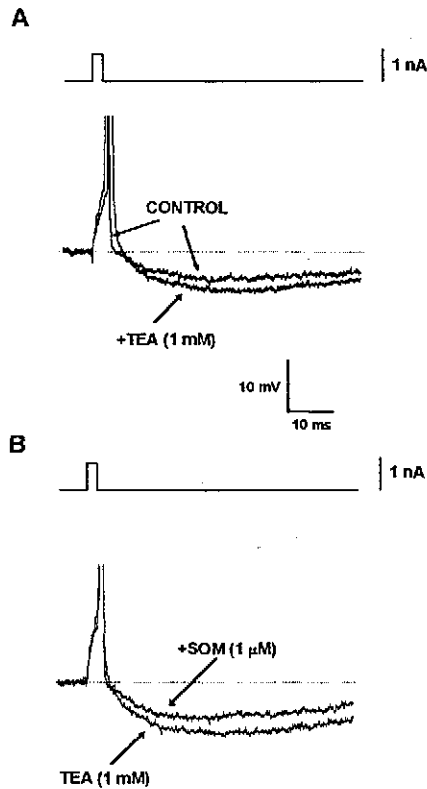 A
1 nA
CONTROL
+TEA (1 mM)
10 mV
10 ms
B
1 nA
+SOM (1 µM)
TEA (1 mM)